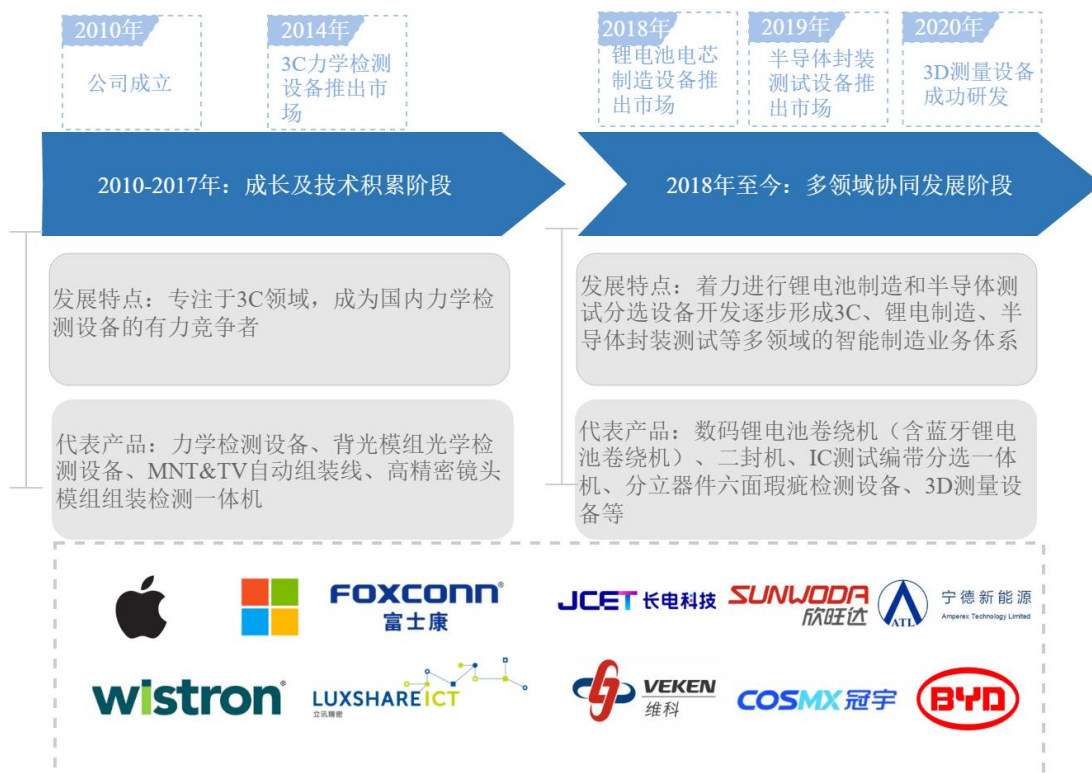 2010年
公司成立
2014年
3C力学检测
设备推出市
场
2018年
锂电池电芯
制造设备推
出市场
2019年
半导体封装
测试设备推
出市场
2020年
3D测量设备
成功研发
2010-2017年：成长及技术积累阶段
2018年至今：多领域协同发展阶段
发展特点：专注于3C领域，成为国内力学检
测设备的有力竞争者
发展特点：着力进行锂电池制造和半导体测
试分选设备开发逐步形成3C、锂电制造、半
导体封装测试等多领域的智能制造业务体系
代表产品：力学检测设备、背光模组光学检
测设备、MNT&TV自动组装线、高精密镜头
模组组装检测一体机
代表产品：数码锂电池卷绕机（含蓝牙锂电
池卷绕机）、二封机、IC测试编带分选一体
机、分立器件六面瑕疵检测设备、3D测量设
备等
FOXCONN®
富士康
JCET 长电科技
SUNWODA
欣旺达
ATL
宁德新能源
Amperex Technology Limited
wistron®
LUXSHARE ICT
立讯精密
VEKEN
维科
COSMX 冠宇
BYD